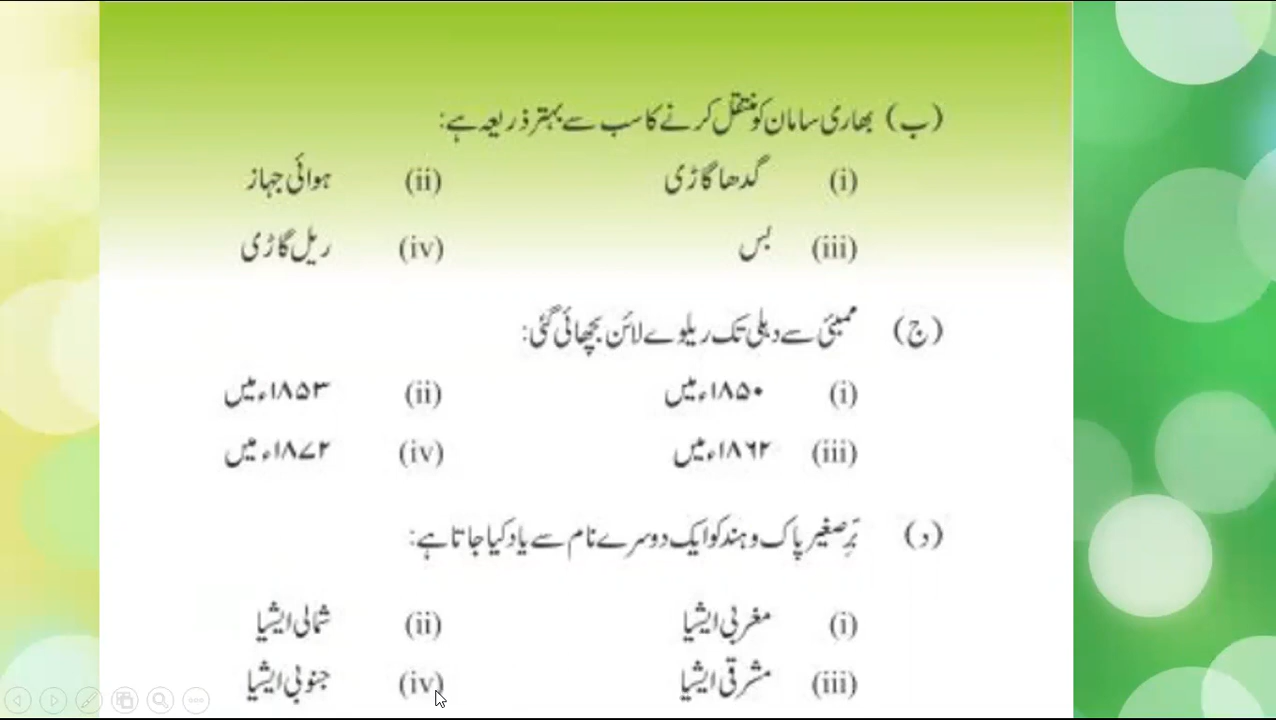 (ب) بھاری سامان کو منتقل کرنے کا سب سے بہتر ذریعہ ہے:
(i) گدھا گاڑی (ii) ہوائی جہاز
(iii) بس (iv) ریل گاڑی
(ج) ممبئی سے دہلی تک ریلوے لائن بچھائی گئی:
(i) ۱۸۵۰ء میں (ii) ۱۸۵۳ء میں
(iii) ۱۸۶۲ء میں (iv) ۱۸۷۲ء میں
(د) برِّصغیر پاک و ہند کو ایک دوسرے نام سے یاد کیا جاتا ہے:
(i) مغربی ایشیا (ii) شمالی ایشیا
(iii) مشرقی ایشیا (iv) جنوبی ایشیا